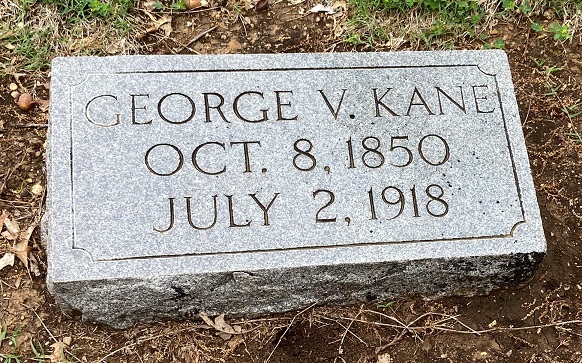 GEORGE V. KANE
OCT. 8, 1850
JULY 2, 1918